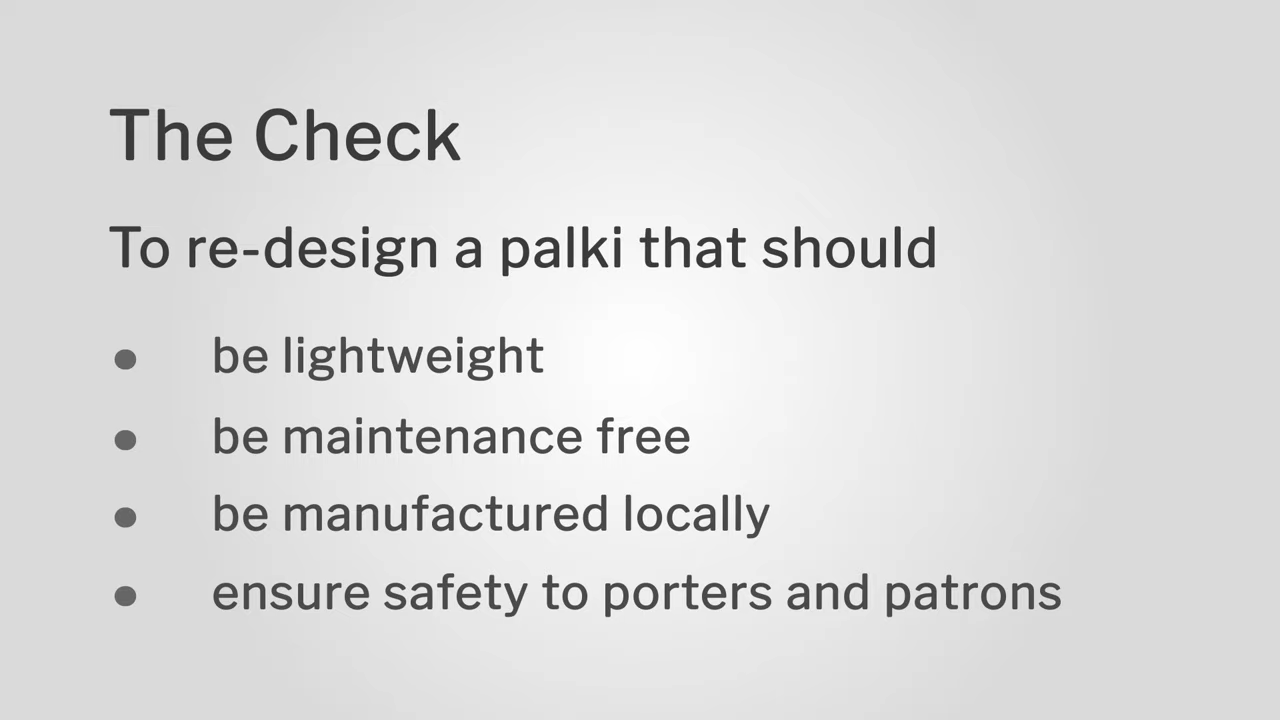 The Check
To re-design a palki that should
● be lightweight
● be maintenance free
● be manufactured locally
● ensure safety to porters and patrons